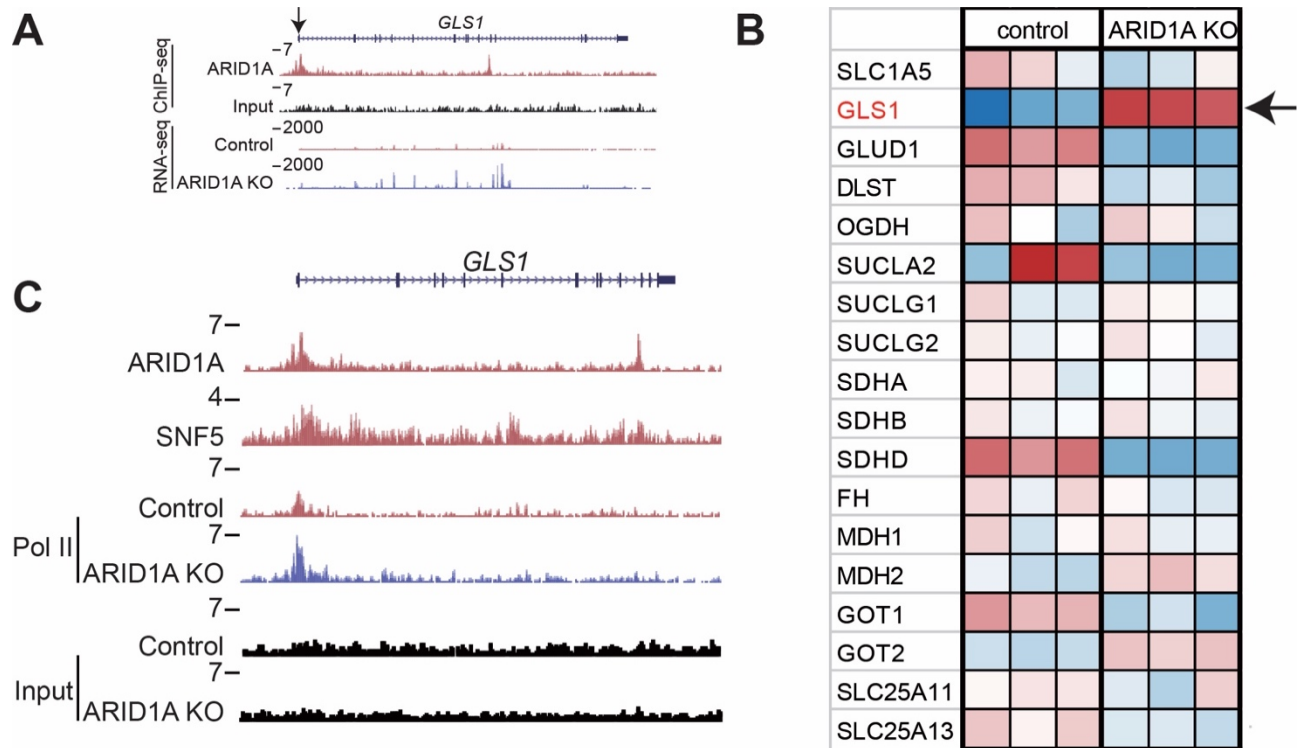 A
GLS1
ChIP-seq
–7
ARID1A
–7
Input
RNA-seq
–2000
Control
–2000
ARID1A KO
B
control ARID1A KO
SLC1A5
GLS1
GLUD1
DLST
OGDH
SUCLA2
SUCLG1
SUCLG2
SDHA
SDHB
SDHD
FH
MDH1
MDH2
GOT1
GOT2
SLC25A11
SLC25A13
C
GLS1
7–
ARID1A
4–
SNF5
7–
Pol II
Control
7–
ARID1A KO
7–
Input
Control
7–
ARID1A KO